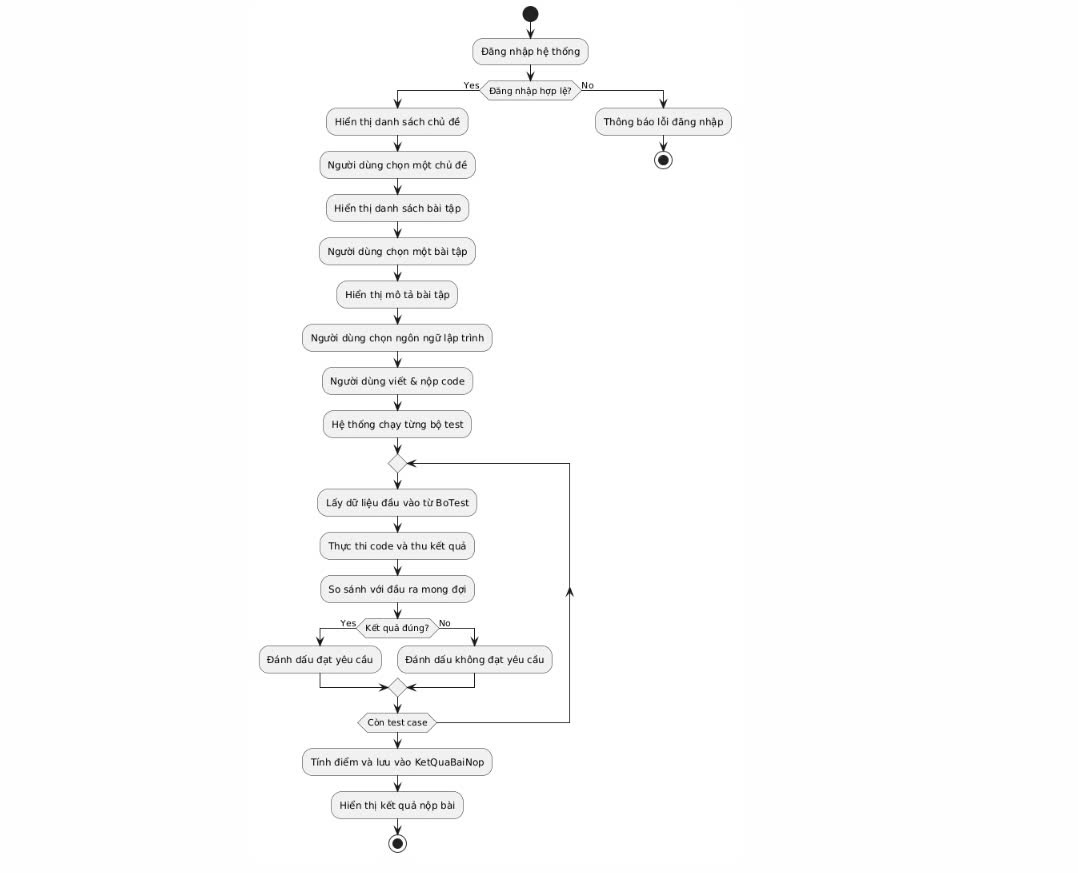 Đăng nhập hệ thống
Yes
Đăng nhập hợp lệ?
No
Hiển thị danh sách chủ đề
Thông báo lỗi đăng nhập
Người dùng chọn một chủ đề
Hiển thị danh sách bài tập
Người dùng chọn một bài tập
Hiển thị mô tả bài tập
Người dùng chọn ngôn ngữ lập trình
Người dùng viết & nộp code
Hệ thống chạy từng bộ test
Lấy dữ liệu đầu vào từ BoTest
Thực thi code và thu kết quả
So sánh với đầu ra mong đợi
Yes
Kết quả đúng?
No
Đánh dấu đạt yêu cầu
Đánh dấu không đạt yêu cầu
Còn test case
Tính điểm và lưu vào KetQuaBaiNop
Hiển thị kết quả nộp bài